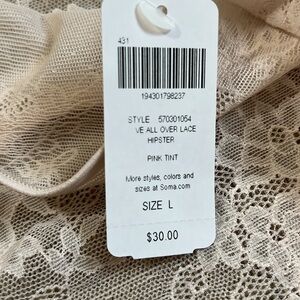 431
194301798237
STYLE 570301054
VE ALL OVER LACE
HIPSTER
PINK TINT
More styles, colors and
sizes at Soma.com
SIZE L
$30.00